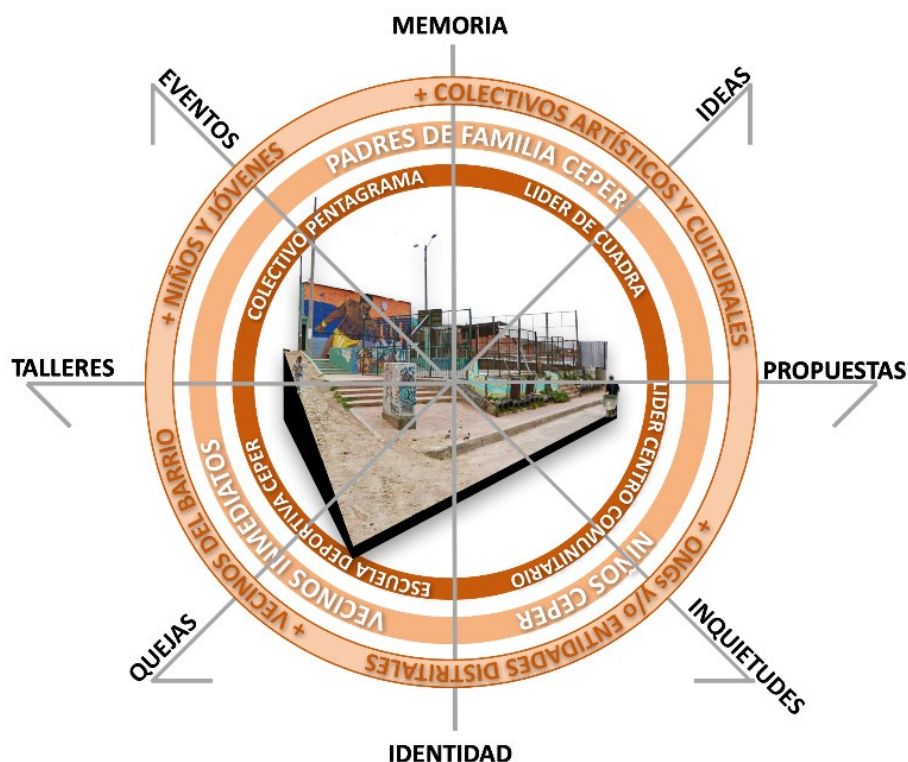 MEMORIA
EVENTOS
IDEAS
+ COLECTIVOS ARTÍSTICOS Y CULTURALES
+ NIÑOS Y JÓVENES
PADRES DE FAMILIA CEPER
COLECTIVO PENTAGRAMA
LIDER DE CUADRA
TALLERES
PROPUESTAS
ESCUELA DEPORTIVA CEPER
LIDER CENTRO COMUNITARIO
VECINOS INMEDIATOS
NIÑOS CEPER
+ VECINOS DEL BARRIO
+ ONGs y/o ENTIDADES DISTRITALES
QUEJAS
INQUIETUDES
IDENTIDAD